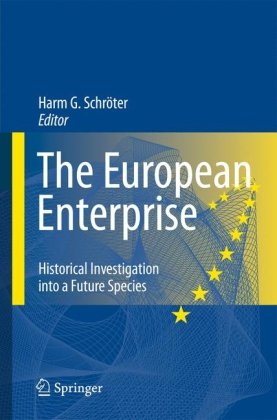 Harm G. Schröter
Editor
The European
Enterprise
Historical Investigation
into a Future Species
Springer